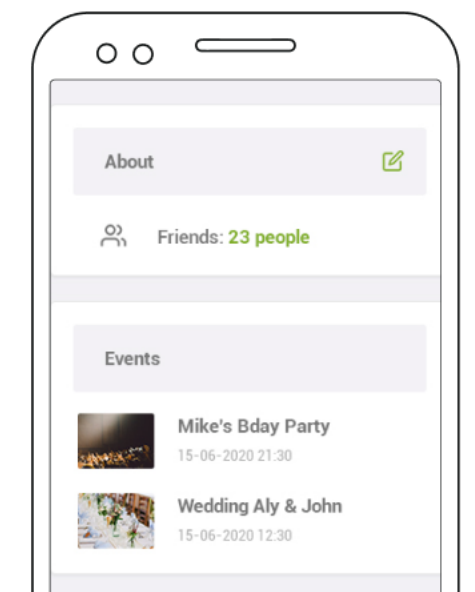 About
Friends: 23 people
Events
Mike's Bday Party
15-06-2020 21:30
Wedding Aly & John
15-06-2020 12:30